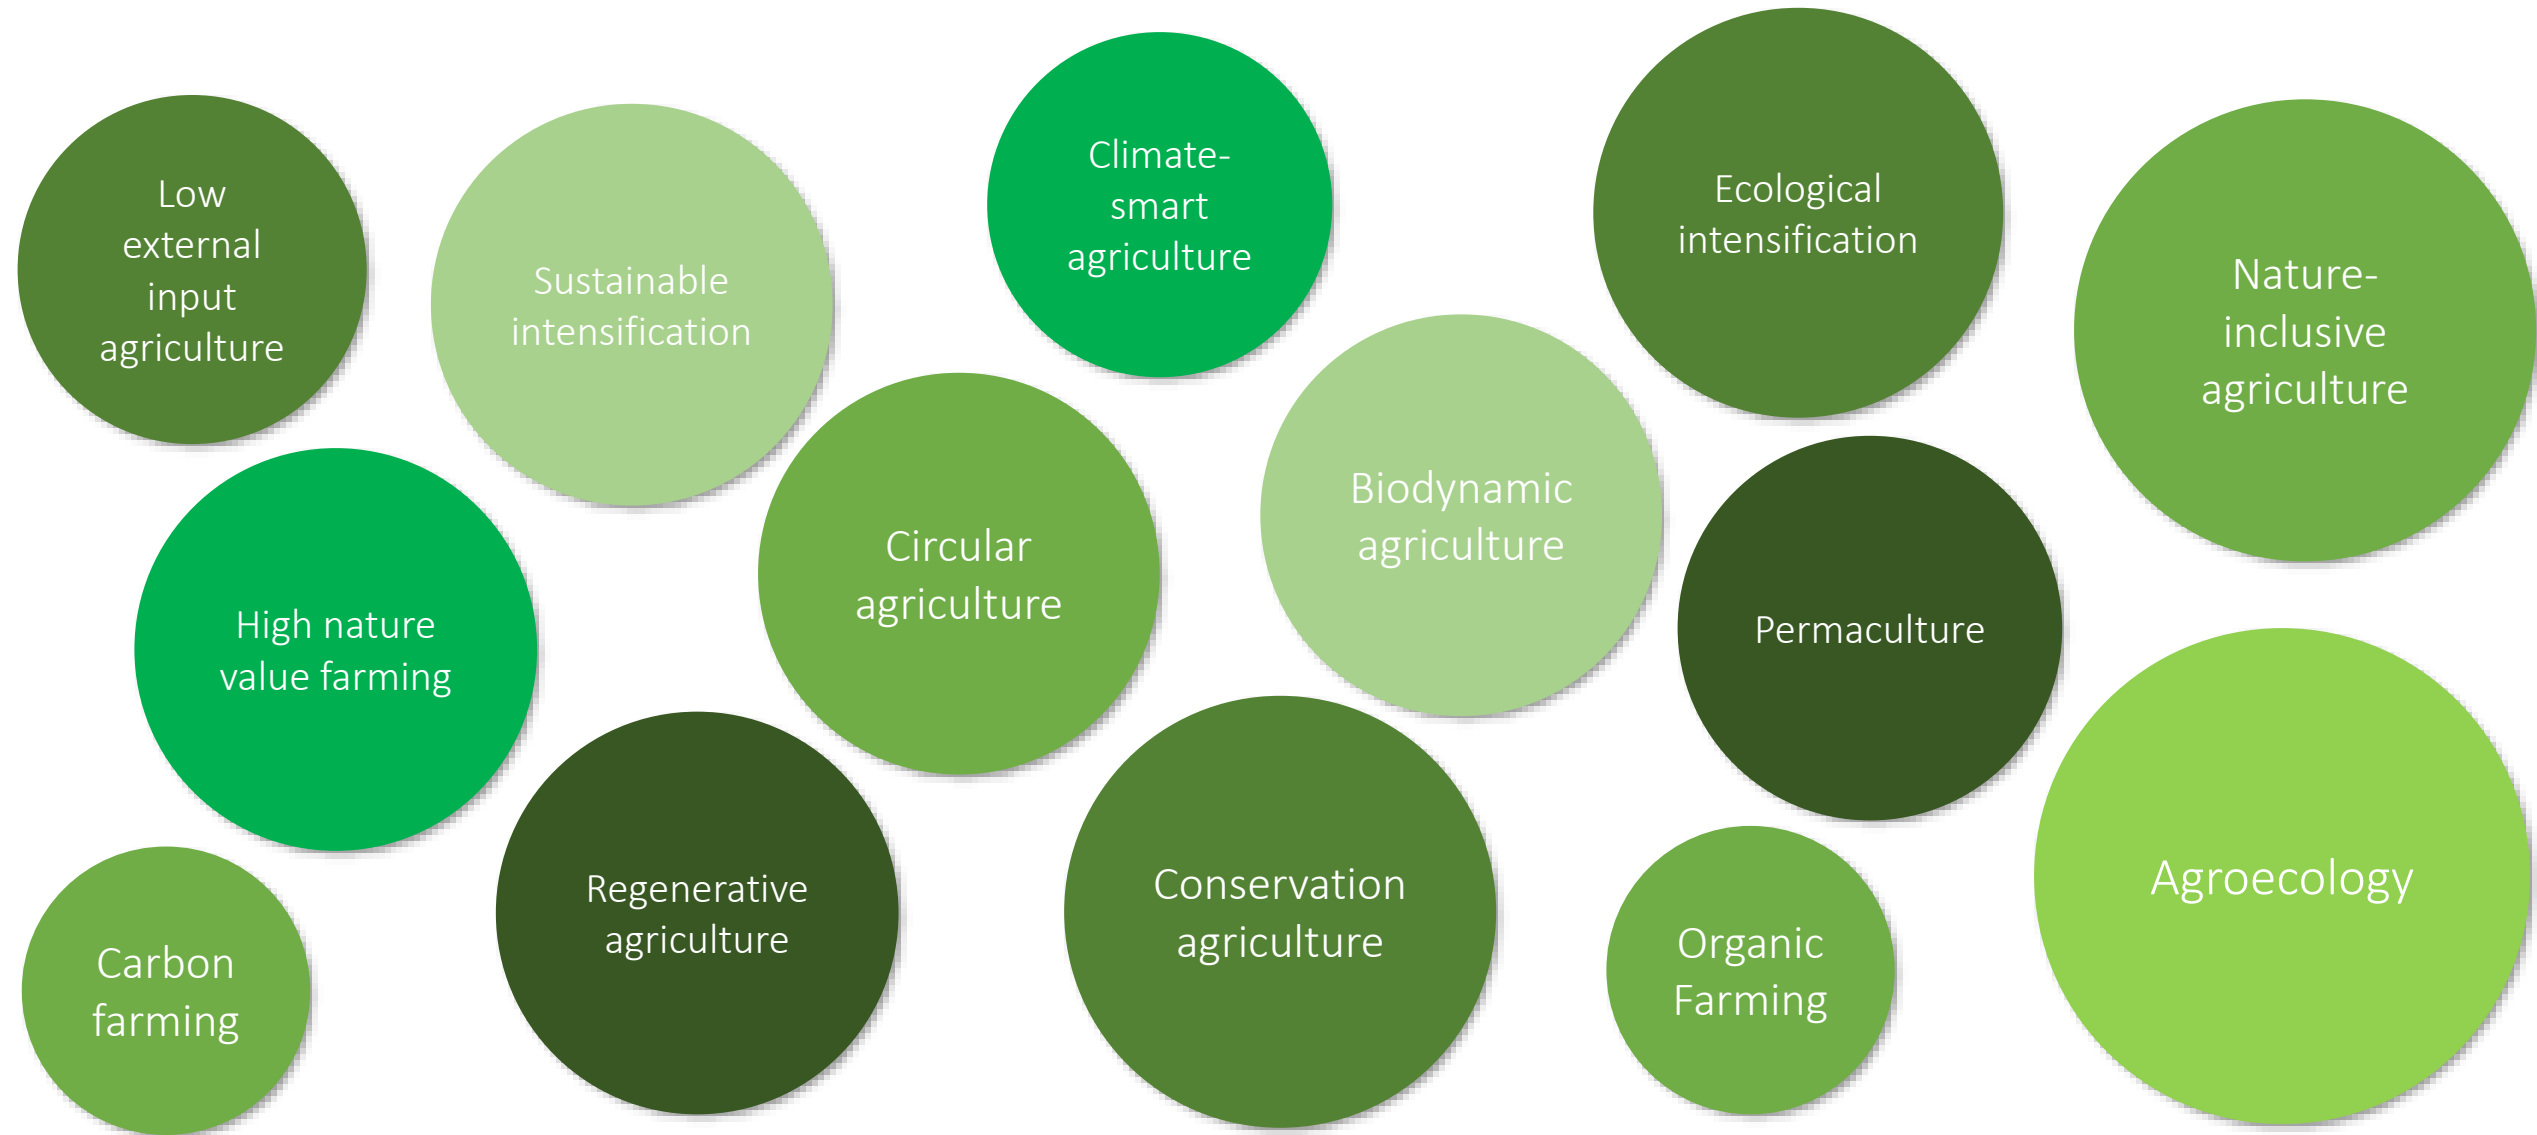 Low
external
input
agriculture
Sustainable
intensification
Climate-
smart
agriculture
Ecological
intensification
Nature-
inclusive
agriculture
High nature
value farming
Circular
agriculture
Biodynamic
agriculture
Permaculture
Carbon
farming
Regenerative
agriculture
Conservation
agriculture
Organic
Farming
Agroecology